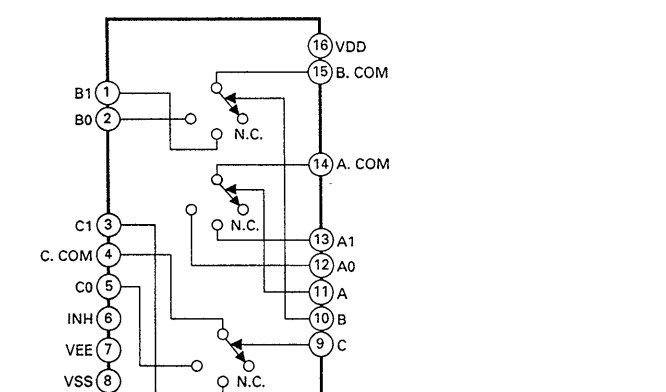 16 VDD
15 B. COM
B1 1
B0 2
N.C.
14 A. COM
N.C.
C1 3
13 A1
C. COM 4
12 A0
C0 5
11 A
INH 6
10 B
9 C
VEE 7
VSS 8
N.C.